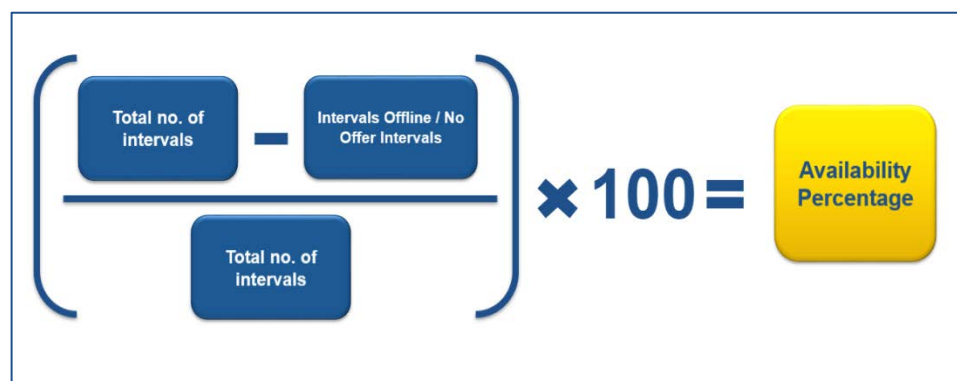 Total no. of
intervals
–
Intervals Offline / No
Offer Intervals
Total no. of
intervals
× 100 =
Availability
Percentage